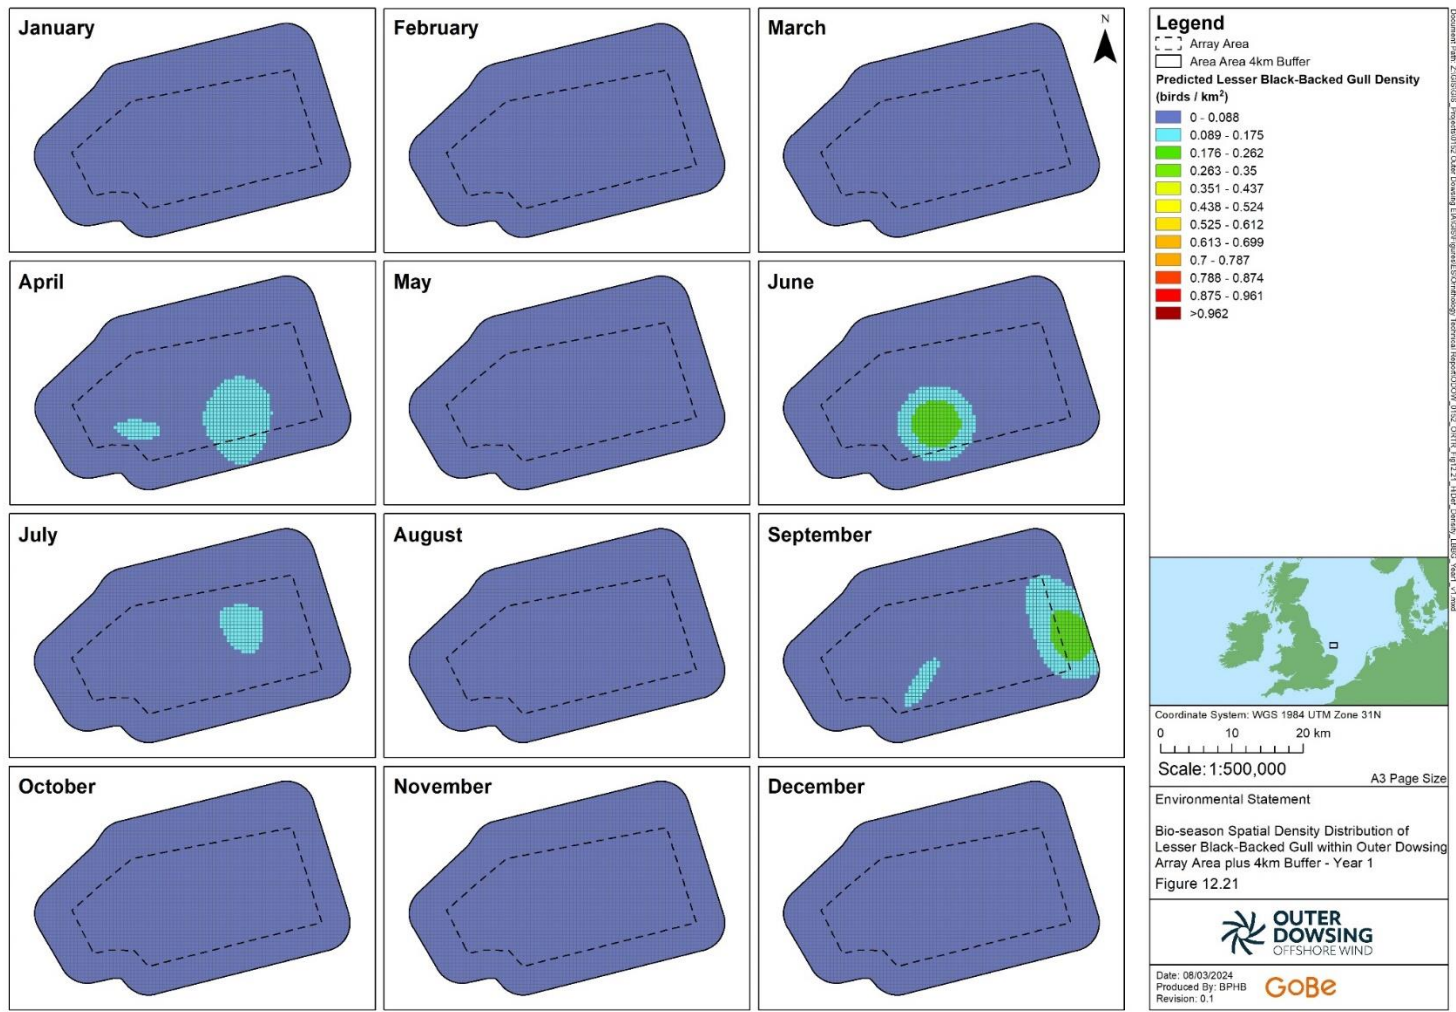 January
February
March
N
April
May
June
July
August
September
October
November
December
Legend
Array Area
Area Area 4km Buffer
Predicted Lesser Black-Backed Gull Density
(birds / km²)
0 - 0.088
0.089 - 0.175
0.176 - 0.262
0.263 - 0.35
0.351 - 0.437
0.438 - 0.524
0.525 - 0.612
0.613 - 0.699
0.7 - 0.787
0.788 - 0.874
0.875 - 0.961
>0.962
Coordinate System: WGS 1984 UTM Zone 31N
0 10 20 km
Scale: 1:500,000
A3 Page Size
Environmental Statement
Bio-season Spatial Density Distribution of
Lesser Black-Backed Gull within Outer Dowsing
Array Area plus 4km Buffer - Year 1
Figure 12.21
OUTER
DOWSING
OFFSHORE WIND
Date: 08/03/2024
Produced By: BPHB
Revision: 0.1
GoBe
Document Path: